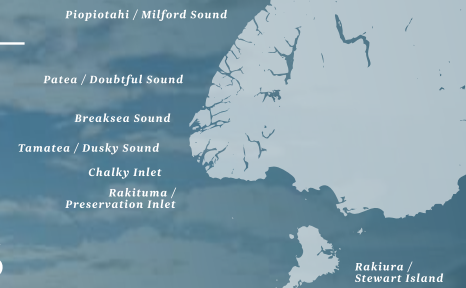 Piopiotahi / Milford Sound
Patea / Doubtful Sound
Breaksea Sound
Tamatea / Dusky Sound
Chalky Inlet
Rakituma /
Preservation Inlet
Rakiura /
Stewart Island